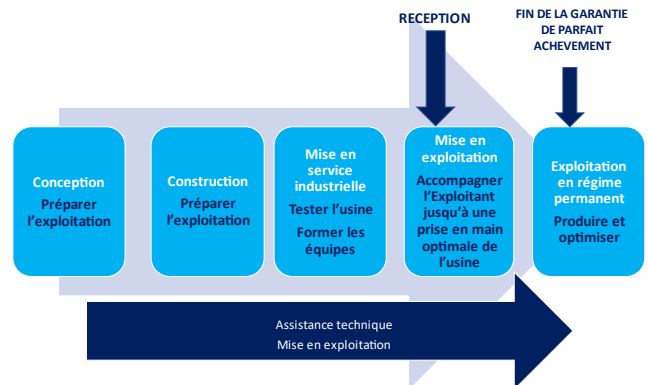 RECEPTION
FIN DE LA GARANTIE
DE PARFAIT
ACHEVEMENT
Conception
Préparer
l’exploitation
Construction
Préparer
l’exploitation
Mise en
service
industrielle
Tester l’usine
Former les
équipes
Mise en
exploitation
Accompagner
l’Exploitant
jusqu’à une
prise en main
optimale de
l’usine
Exploitation
en régime
permanent
Produire et
optimiser
Assistance technique
Mise en exploitation